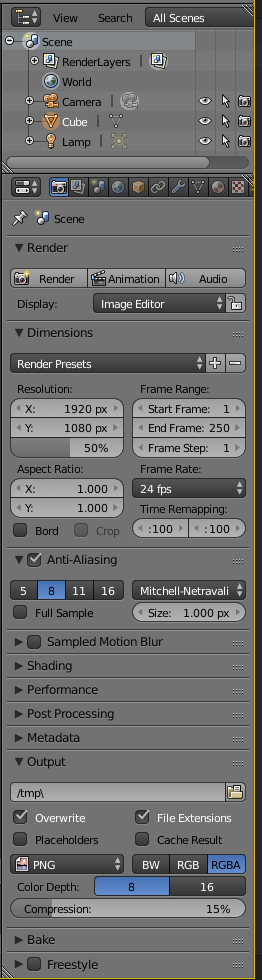 View Search All Scenes
Scene
RenderLayers
World
Camera
Cube
Lamp
Scene
Render
Render Animation Audio
Display: Image Editor
Dimensions
Render Presets
Resolution: Frame Range:
X: 1920 px Start Frame: 1
Y: 1080 px End Frame: 250
50% Frame Step: 1
Aspect Ratio: Frame Rate:
X: 1.000 24 fps
Y: 1.000 Time Remapping:
Bord Crop :100 :100
Anti-Aliasing
5 8 11 16 Mitchell-Netravali
Full Sample Size: 1.000 px
Sampled Motion Blur
Shading
Performance
Post Processing
Metadata
Output
/tmp\
Overwrite File Extensions
Placeholders Cache Result
PNG BW RGB RGBA
Color Depth: 8 16
Compression: 15%
Bake
Freestyle